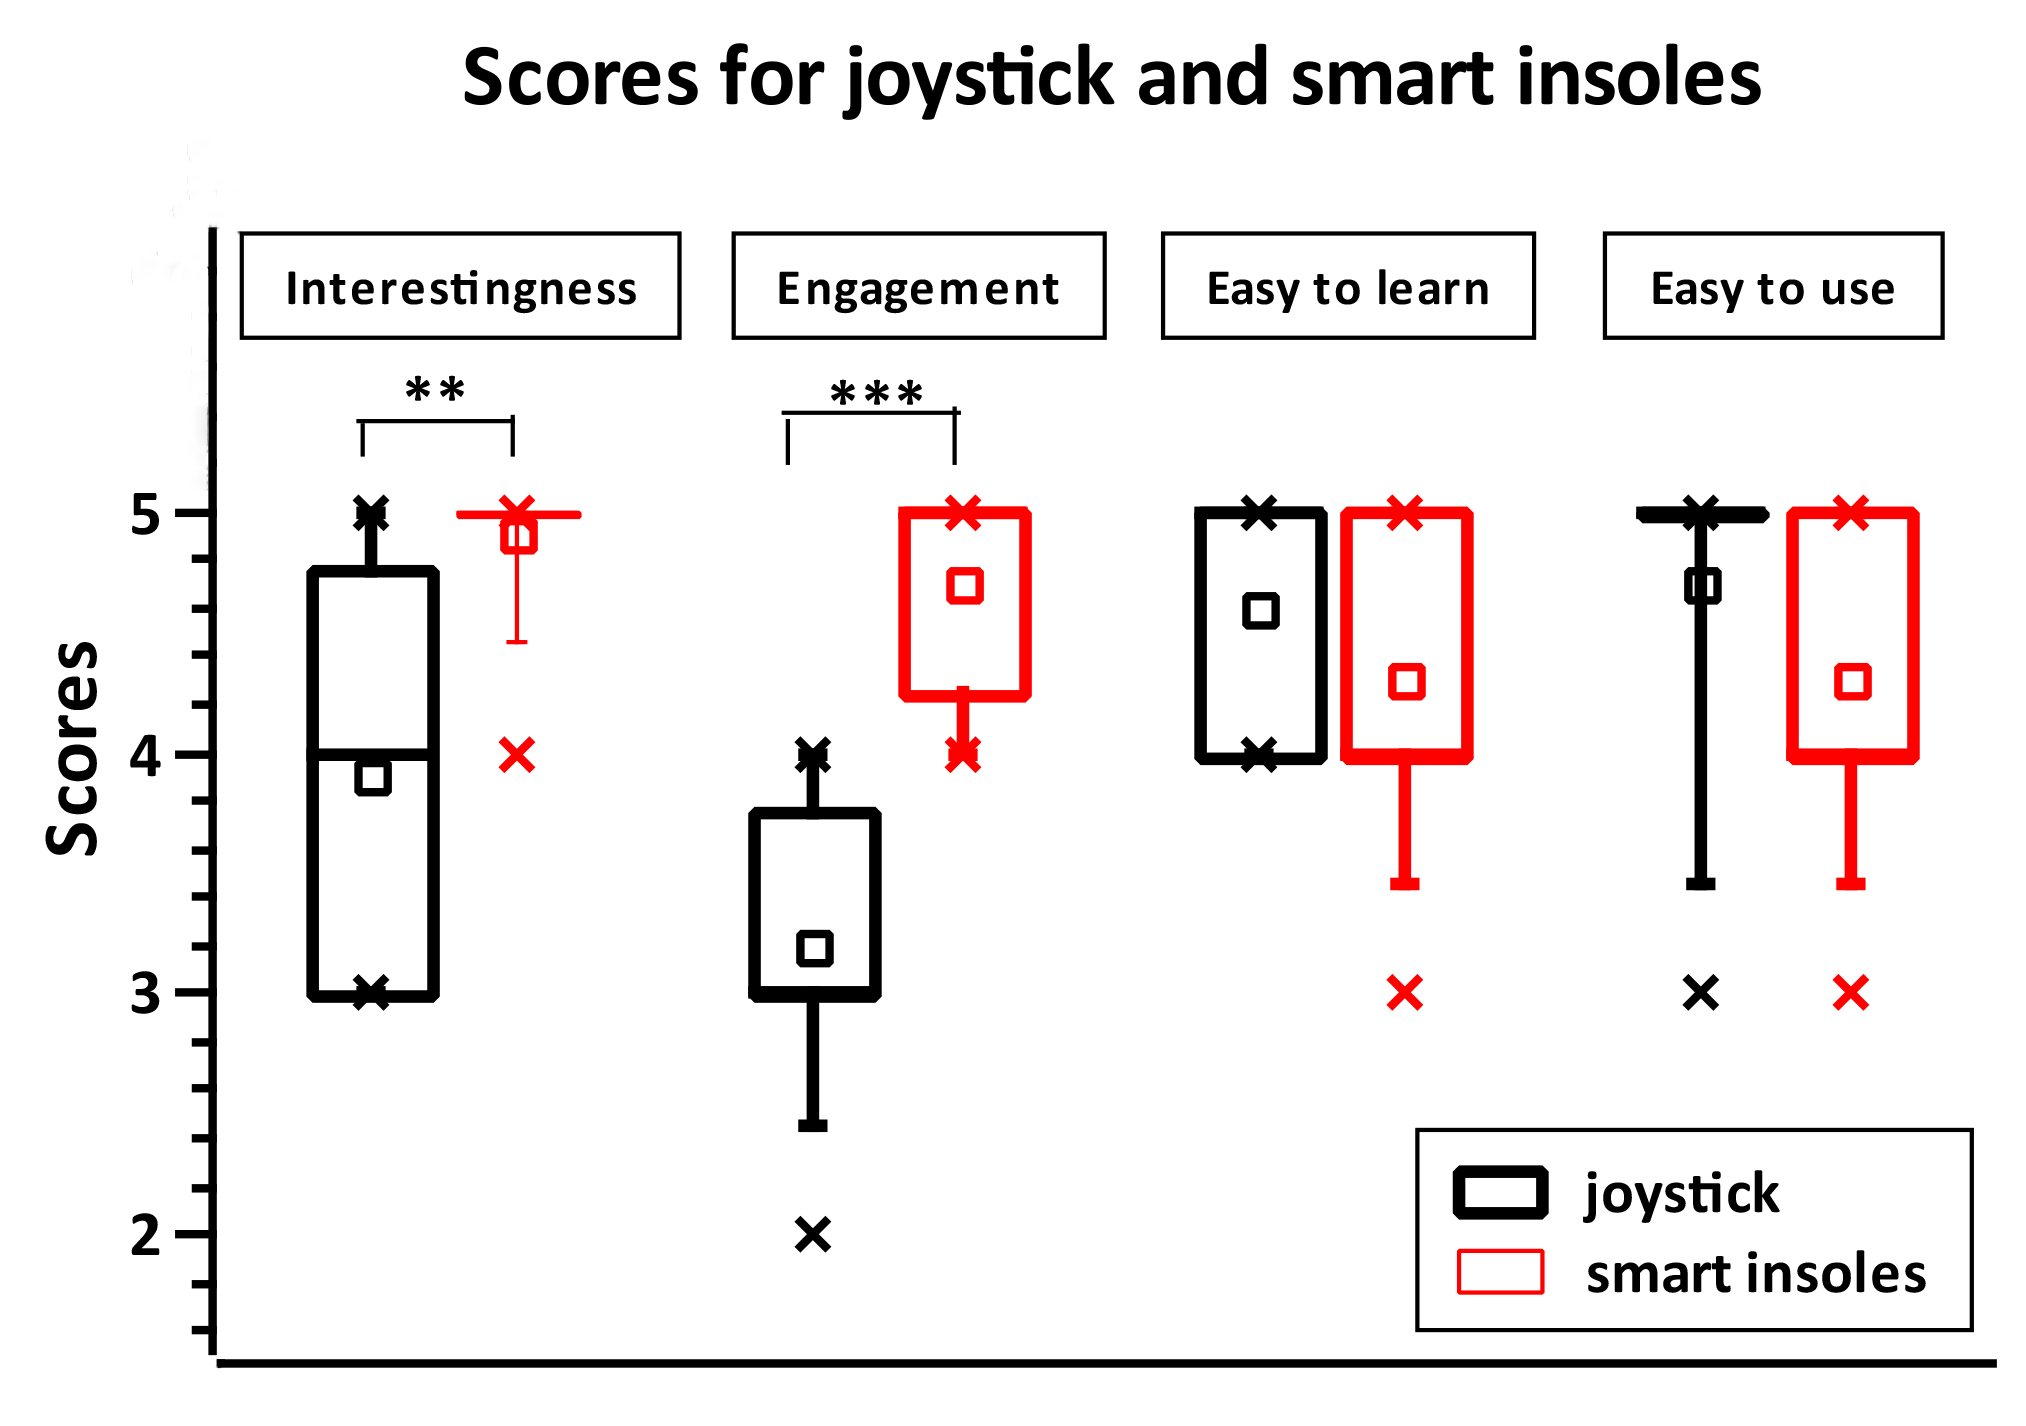 Scores for joystick and smart insoles
Interestingness
Engagement
Easy to learn
Easy to use
**
***
5
4
3
2
Scores
joystick
smart insoles